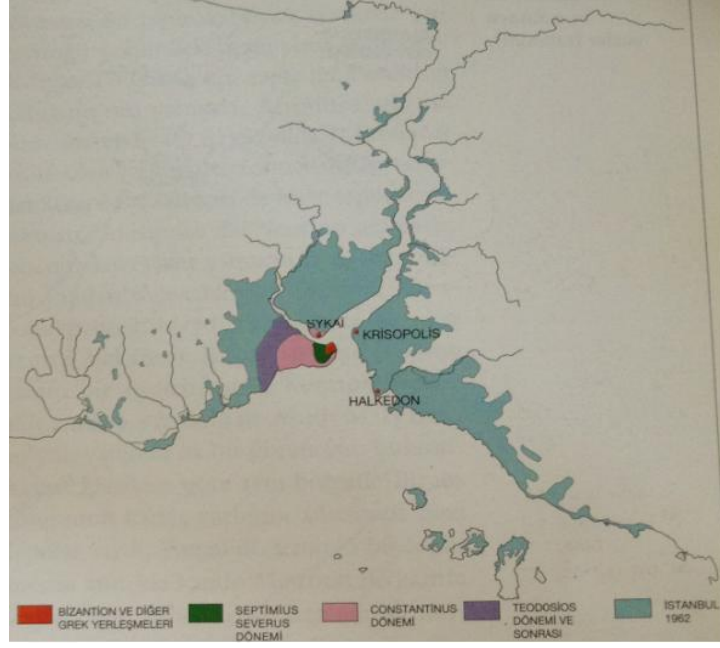 SYKAİ
KRİSOPOLİS
HALKEDON
BİZANTİON VE DİĞER
GREK YERLEŞMELERİ
SEPTİMİUS
SEVERUS
DÖNEMİ
CONSTANTİNUS
DÖNEMİ
TEODOSİOS
DÖNEMİ VE
SONRASI
İSTANBUL
1962